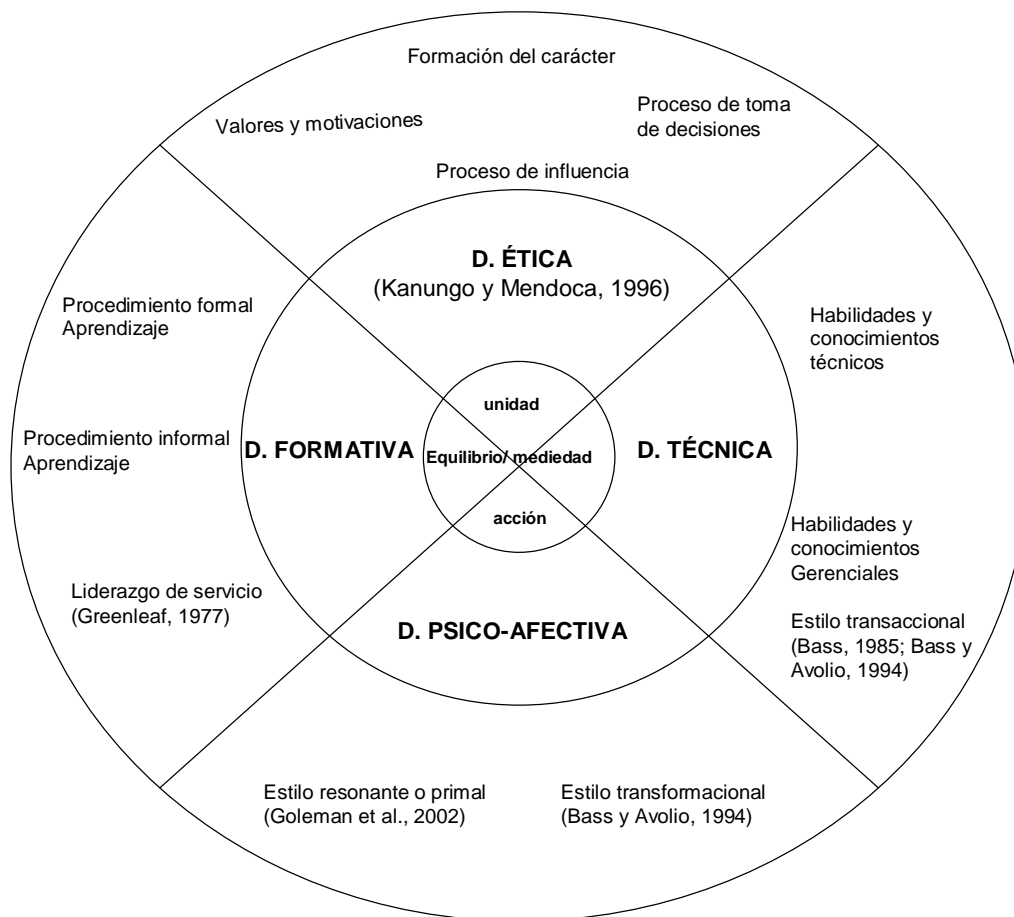 Formación del carácter
Valores y motivaciones
Proceso de toma
de decisiones
Proceso de influencia
D. ÉTICA
(Kanungo y Mendoca, 1996)
Procedimiento formal
Aprendizaje
Habilidades y
conocimientos
técnicos
unidad
Procedimiento informal
Aprendizaje
D. FORMATIVA
Equilibrio/ mediedad
D. TÉCNICA
acción
Habilidades y
conocimientos
Gerenciales
Liderazgo de servicio
(Greenleaf, 1977)
D. PSICO-AFECTIVA
Estilo transaccional
(Bass, 1985; Bass y
Avolio, 1994)
Estilo resonante o primal
(Goleman et al., 2002)
Estilo transformacional
(Bass y Avolio, 1994)